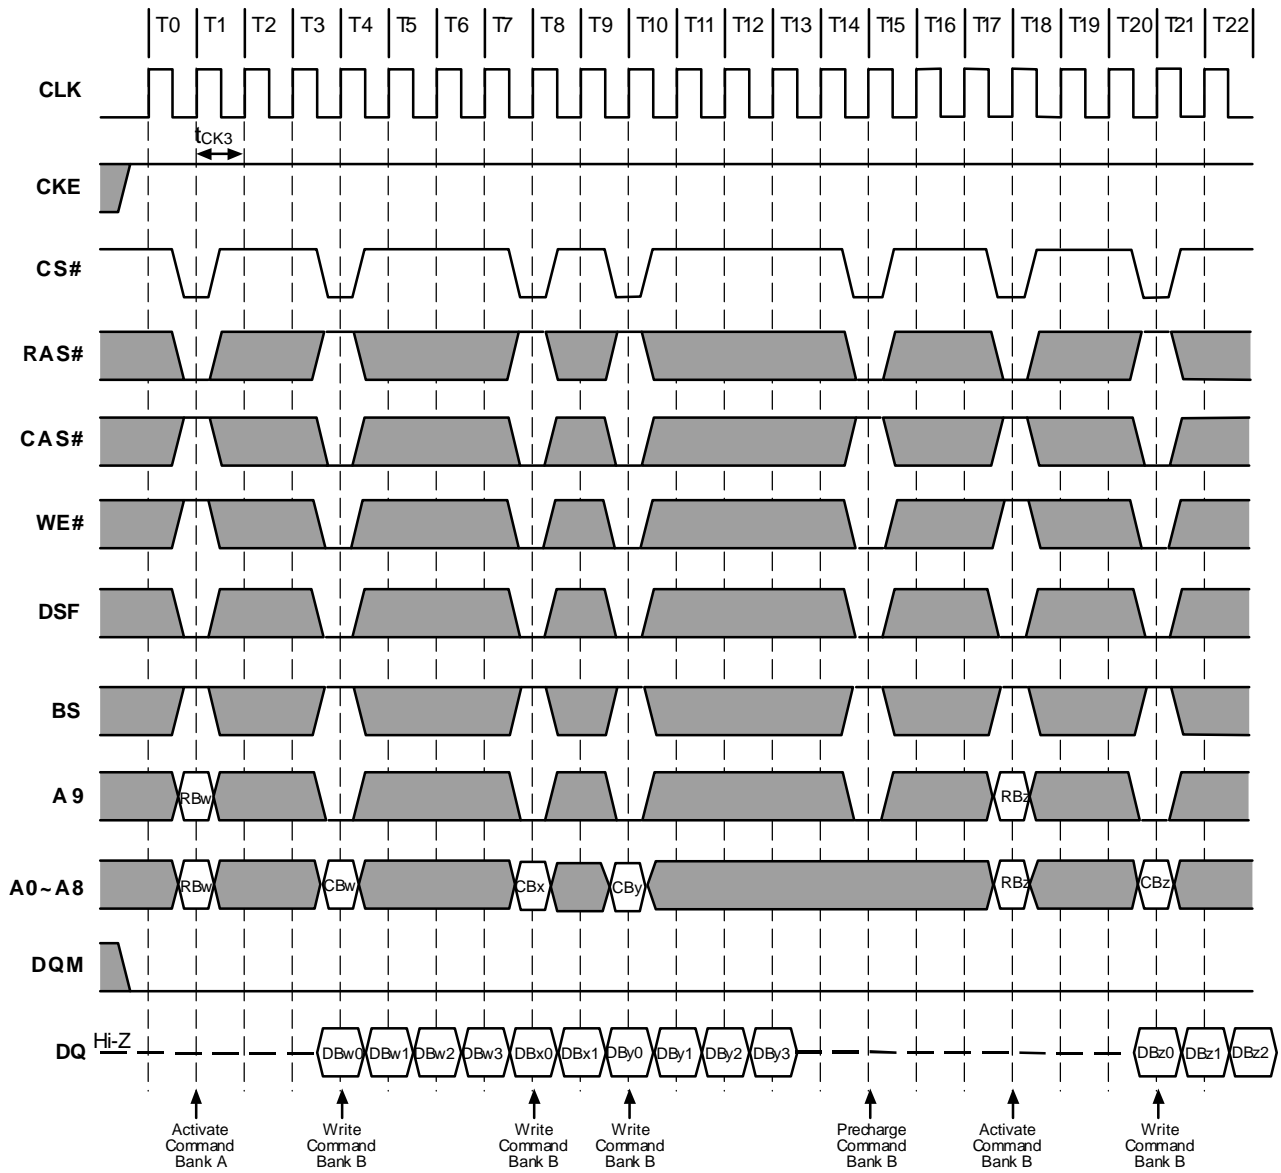 T0 T1 T2 T3 T4 T5 T6 T7 T8 T9 T10 T11 T12 T13 T14 T15 T16 T17 T18 T19 T20 T21 T22
CLK
tCK3
CKE
CS#
RAS#
CAS#
WE#
DSF
BS
A9 RBw RBz
A0~A8 RBw CBw CBx CBy RBz CBz
DQM
DQ Hi-Z DBw0 DBw1 DBw2 DBw3 DBx0 DBx1 DBy0 DBy1 DBy2 DBy3 DBz0 DBz1 DBz2
Activate Write Write Write Precharge Activate Write
Command Command Command Command Command Command Command
Bank A Bank B Bank B Bank B Bank B Bank B Bank B